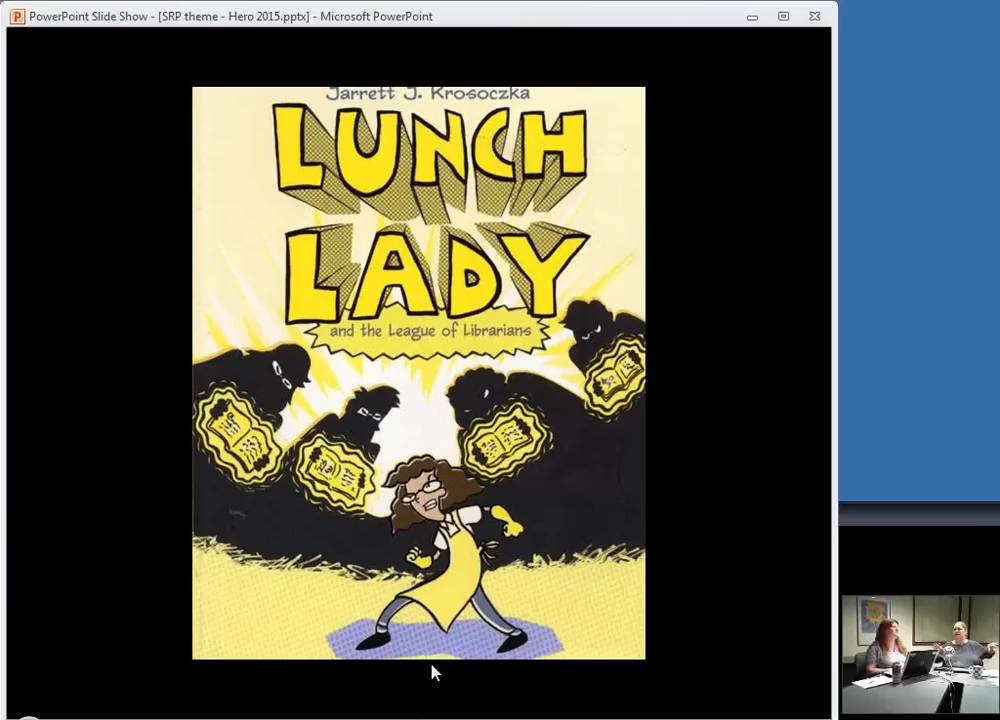 PowerPoint Slide Show - [SRP theme - Hero 2015.pptx] - Microsoft PowerPoint
Jarrett J. Krosoczka
LUNCH
LADY
and the League of Librarians